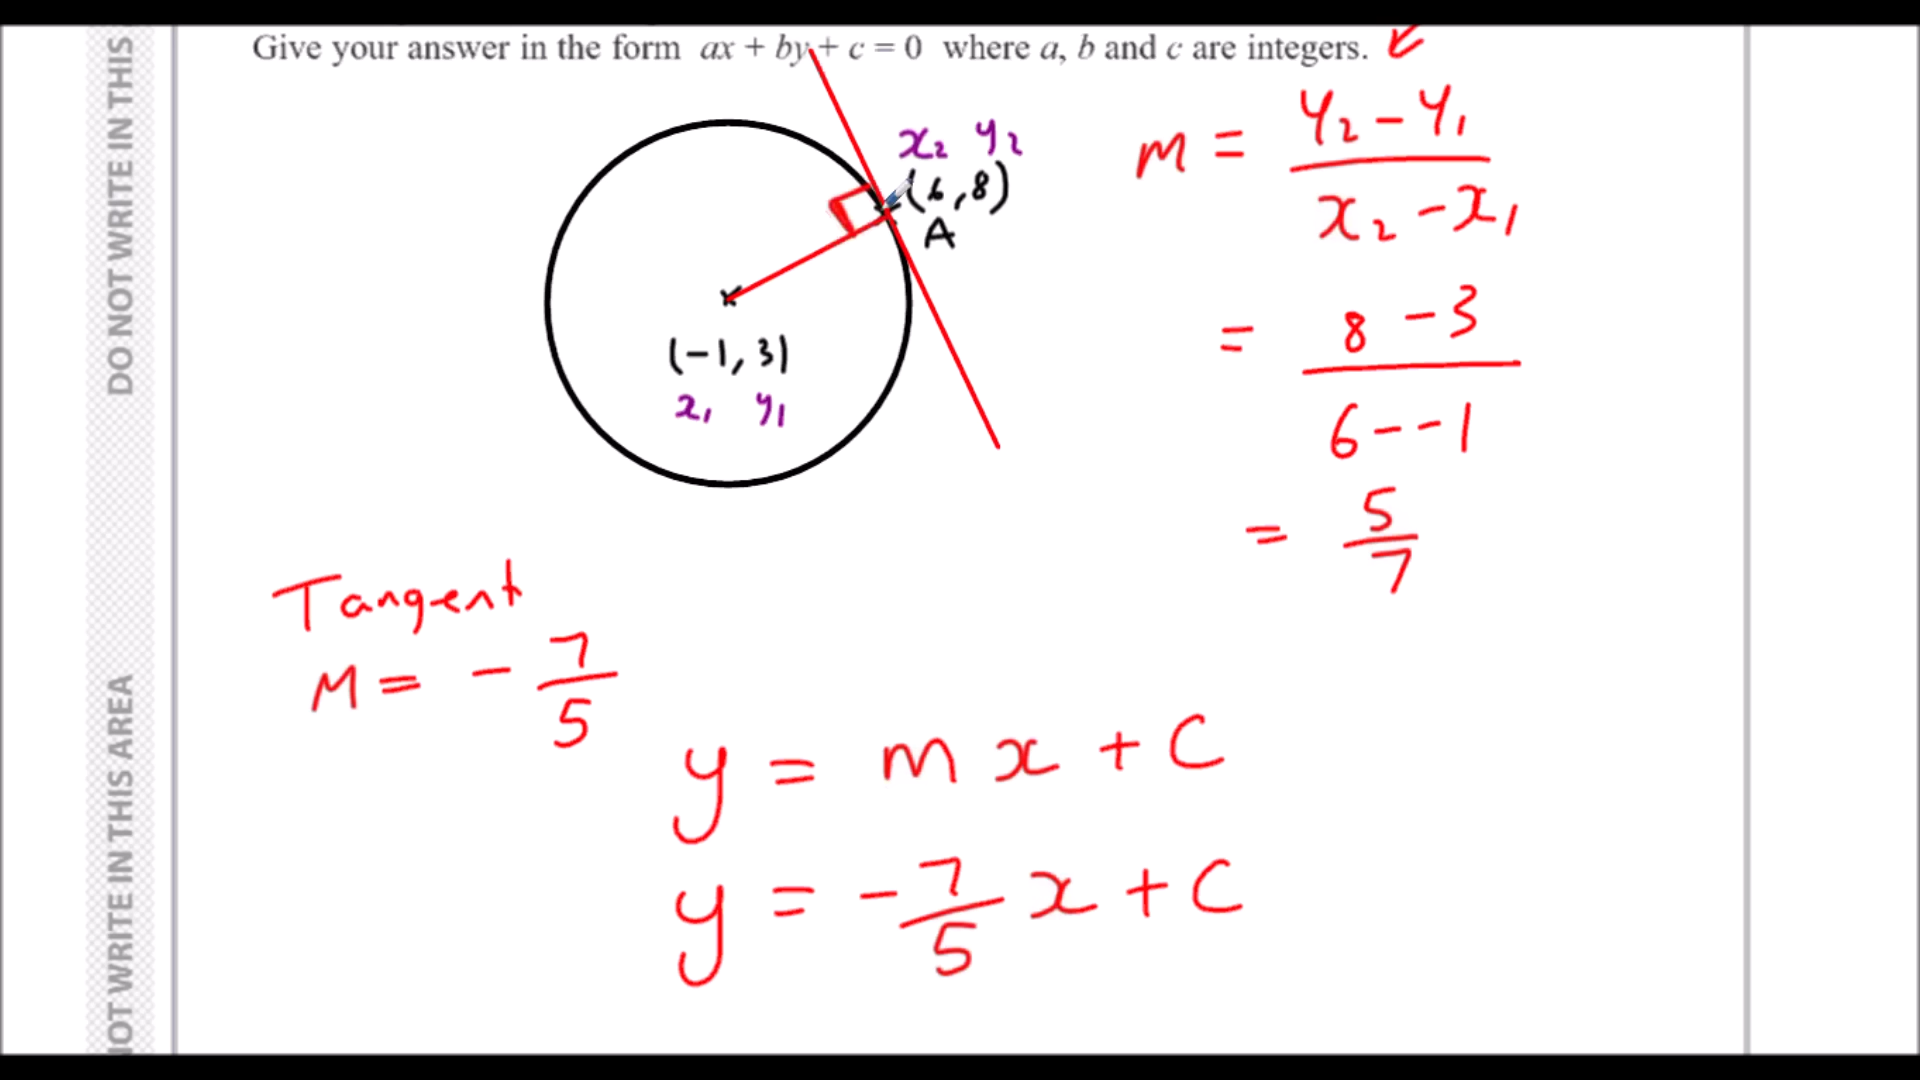 Give your answer in the form ax + by + c = 0 where a, b and c are integers.
DO NOT WRITE IN THIS
NOT WRITE IN THIS AREA
x₂ y₂
(6,8)
A
(-1, 3)
x₁ y₁
m = y₂ - y₁ / x₂ - x₁
= 8 - 3 / 6 - -1
= 5/7
Tangent
M = - 7/5
y = mx + c
y = - 7/5 x + c